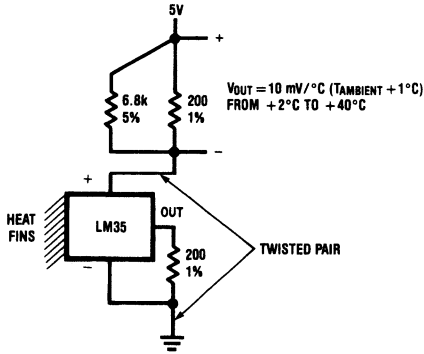 5V
+
6.8k
5%
200
1%
VOUT = 10 mV/°C (TAMBIENT + 1°C)
FROM +2°C TO +40°C
−
+
HEAT
FINS
LM35
OUT
−
200
1%
TWISTED PAIR